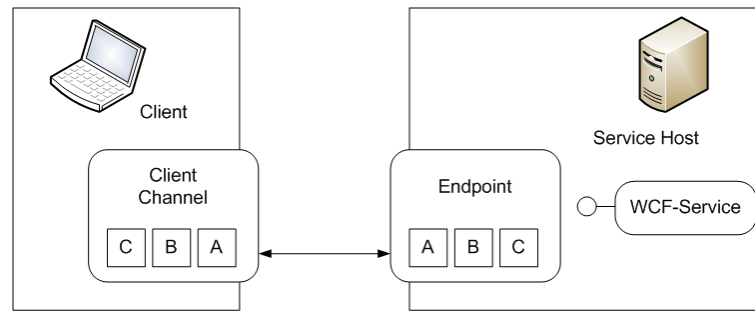 Client
Client
Channel
C B A
Service Host
Endpoint
A B C
WCF-Service